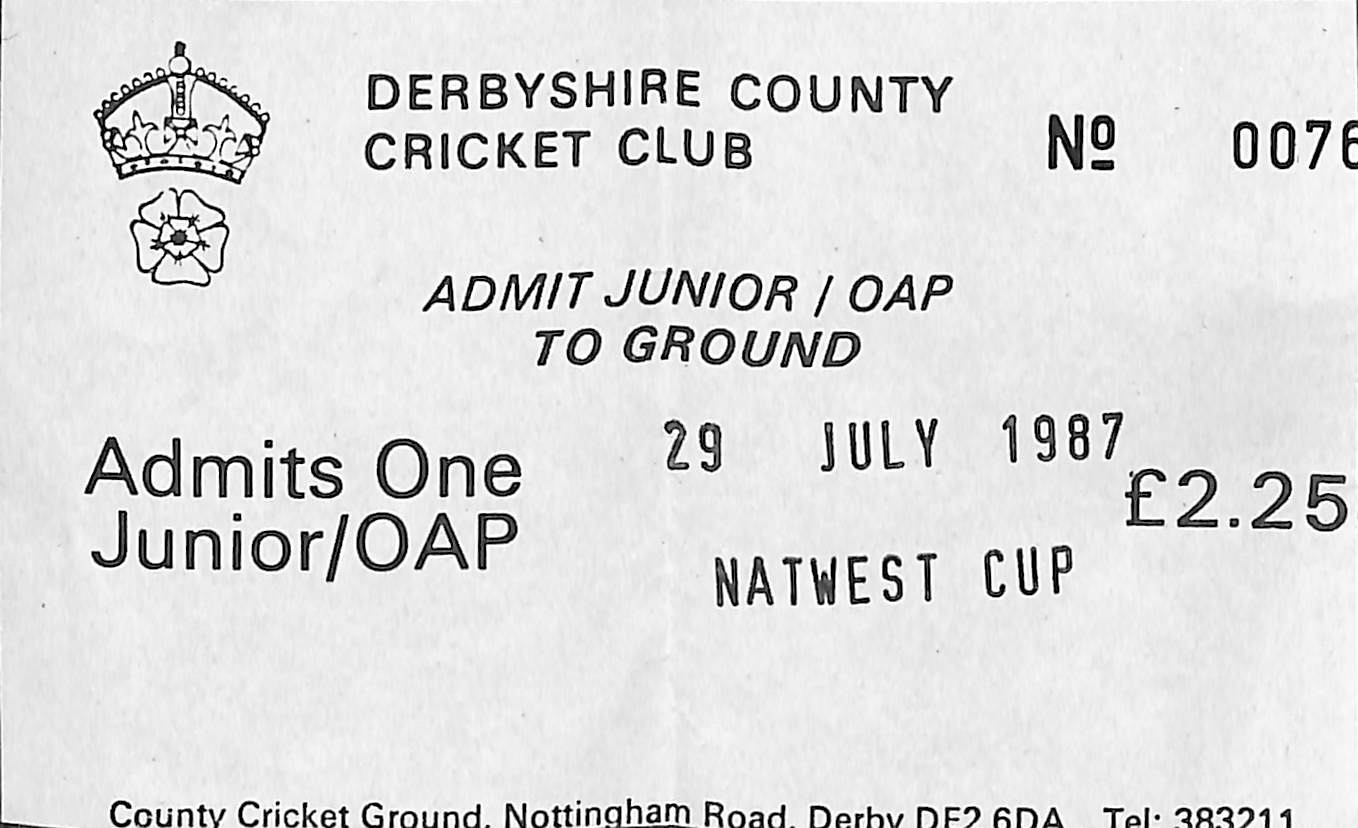 DERBYSHIRE COUNTY
CRICKET CLUB
Nº 0076
ADMIT JUNIOR / OAP
TO GROUND
Admits One
Junior/OAP
29 JULY 1987
£2.25
NATWEST CUP
County Cricket Ground, Nottingham Road, Derby DE2 6DA Tel: 383211